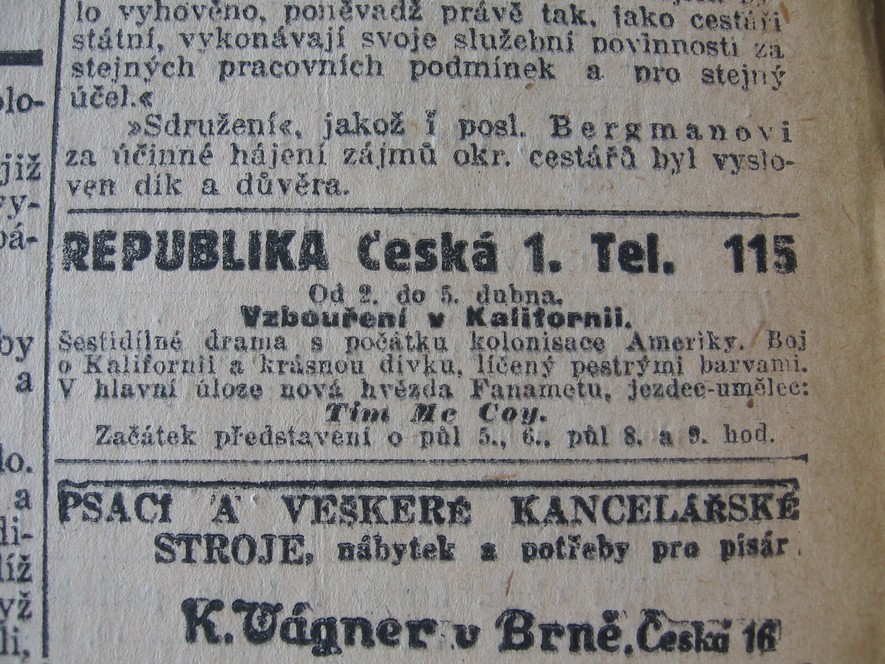 lo vyhověno, poněvadž právě tak, jako cestáři
státní, vykonávají svoje služební povinnosti za
stejných pracovních podmínek a pro stejný
účel.«
»Sdružení«, jakož i posl. Bergmanovi
za účinné hájení zájmů okr. cestářů byl vyslo-
ven dík a důvěra.
REPUBLIKA Česká 1. Tel. 115
Od 2. do 5. dubna.
Vzbouření v Kalifornii.
Šestidílné drama s počátku kolonisace Ameriky. Boj
o Kalifornii a krásnou dívku, líčený pestrými barvami.
V hlavní úloze nová hvězda Fanametu, jezdec-umělec:
Tim Mc Coy.
Začátek představení o půl 5., 6., půl 8. a 9. hod.
PSACÍ A VEŠKERÉ KANCELÁŘSKÉ
STROJE, nábytek a potřeby pro písár.
K. Wágner v Brně, Česká 16